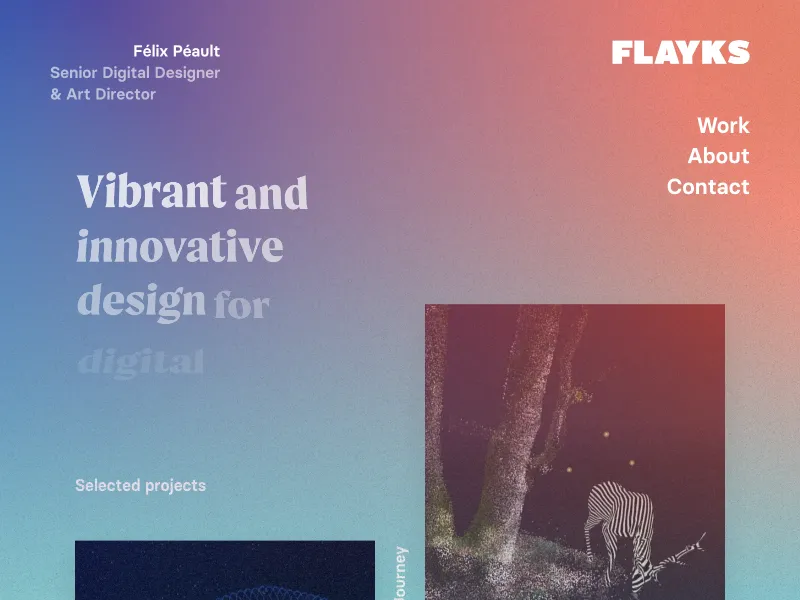 Félix Péault
Senior Digital Designer
& Art Director
FLAYKS
Work
About
Contact
Vibrant and
innovative
design for
digital
Selected projects
Journey